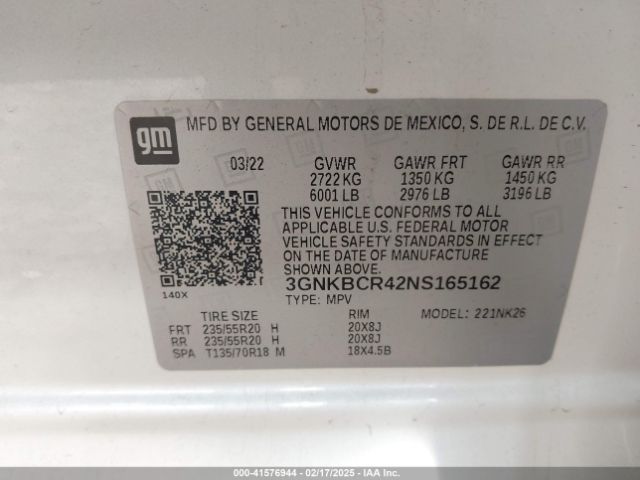 gm
MFD BY GENERAL MOTORS DE MEXICO, S. DE R.L. DE C.V.
03/22 GVWR GAWR FRT GAWR RR
2722 KG 1350 KG 1450 KG
6001 LB 2976 LB 3196 LB
THIS VEHICLE CONFORMS TO ALL
APPLICABLE U.S. FEDERAL MOTOR
VEHICLE SAFETY STANDARDS IN EFFECT
ON THE DATE OF MANUFACTURE
SHOWN ABOVE.
140X
3GNKBCR42NS165162
TYPE: MPV MODEL: 221NK26
TIRE SIZE RIM
FRT 235/55R20 H 20X8J
RR 235/55R20 H 20X8J
SPA T135/70R18 M 18X4.5B
000-41576944 - 02/17/2025 - IAA Inc. Copyright